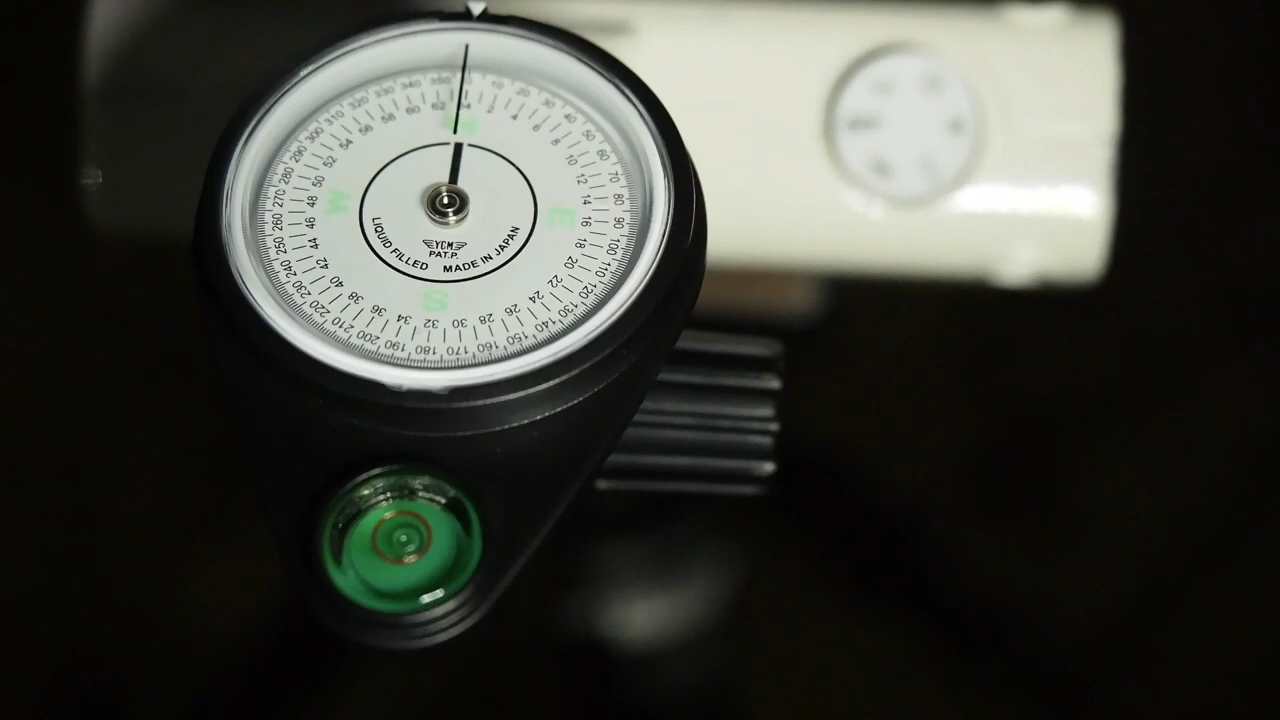 350 10 20 30 40 50 60 70 80 90 100 110 120 130 140 150 160 170 180 190 200 210 220 230 240 250 260 270 280 290 300 310 320 330 340
64 4 6 8 10 12 14 16 18 20 22 24 26 28 30 32 34 36 38 40 42 44 46 48 50 52 54 56 58 60 62
N
W E
YCM
PAT.P.
LIQUID FILLED MADE IN JAPAN
S